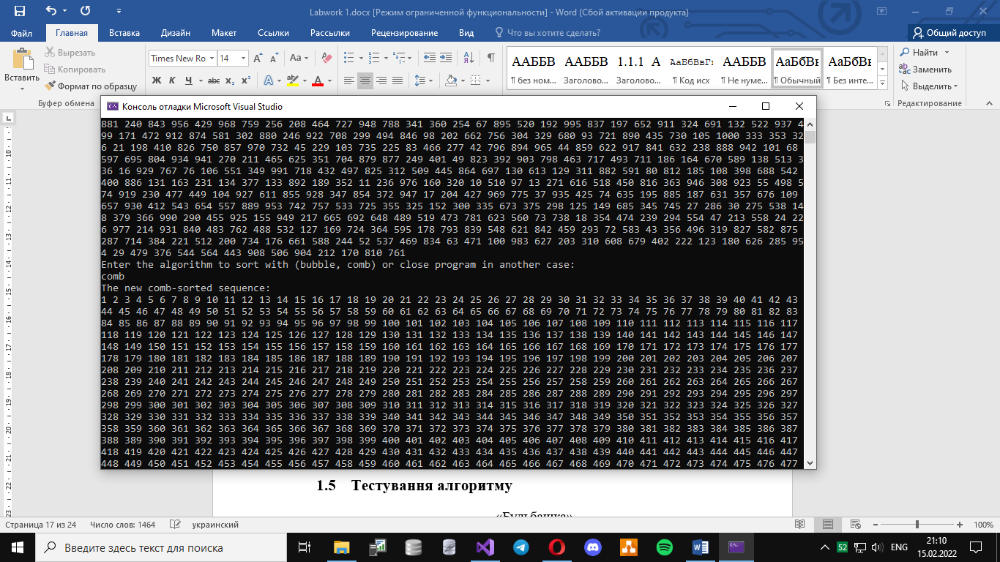 Labwork 1.docx [Режим ограниченной функциональности] - Word (Сбой активации продукта)
Файл Главная Вставка Дизайн Макет Ссылки Рассылки Рецензирование Вид Что вы хотите сделать? Общий доступ
Вставить
Вырезать
Копировать
Формат по образцу
Буфер обмена
Times New Ro 14 Aa
Ж К Ч abc x₂ x²
ААБББВ ААБББВ 1.1.1 А АаБбВвГг ААБББВ АаБбВв АаБбВв
¶ без ном... Заголово... Заголово... ¶ Код исх ¶ Не нуме... ¶ Обычный ¶ Без инте...
Найти
Заменить
Выделить
Редактирование
Консоль отладки Microsoft Visual Studio
881 240 843 956 429 968 759 256 208 464 727 948 788 341 360 254 67 895 520 192 995 837 197 652 911 324 691 132 522 937 4
99 171 472 912 874 581 302 880 246 922 708 299 494 846 98 202 662 756 304 329 680 93 721 890 435 730 105 1000 333 353 32
6 21 198 410 826 750 857 970 732 45 229 103 735 225 83 466 277 42 796 894 965 44 859 622 917 841 632 238 888 942 101 68
597 695 804 934 941 270 211 465 625 351 704 879 877 249 401 49 823 392 903 798 463 717 493 711 186 164 670 589 138 513 3
36 16 929 767 76 106 551 349 991 718 432 497 825 312 509 445 864 697 130 613 129 311 882 591 80 812 185 108 398 688 542
400 886 131 163 231 134 377 133 892 189 352 11 236 976 160 320 10 510 97 13 271 616 518 450 816 363 946 308 923 55 498 5
74 919 230 477 449 104 927 611 855 928 347 854 372 947 17 204 427 969 775 37 935 425 74 635 195 885 187 631 357 676 109
657 930 412 543 654 557 889 953 742 757 533 725 355 325 152 300 335 673 375 298 125 149 685 345 745 27 286 30 275 538 14
8 379 366 990 290 455 925 155 949 217 665 692 648 489 519 473 781 623 560 73 738 18 354 474 239 294 554 47 213 558 24 22
6 977 214 931 840 483 762 488 532 127 169 724 364 595 178 793 839 548 621 842 459 293 72 583 43 356 496 319 827 582 875
287 714 384 221 512 200 734 176 661 588 244 52 537 469 834 63 471 100 983 627 203 310 608 679 402 222 123 180 626 285 95
4 29 479 376 544 564 443 908 506 904 212 170 810 761
Enter the algorithm to sort with (bubble, comb) or close program in another case:
comb
The new comb-sorted sequence:
1 2 3 4 5 6 7 8 9 10 11 12 13 14 15 16 17 18 19 20 21 22 23 24 25 26 27 28 29 30 31 32 33 34 35 36 37 38 39 40 41 42 43
44 45 46 47 48 49 50 51 52 53 54 55 56 57 58 59 60 61 62 63 64 65 66 67 68 69 70 71 72 73 74 75 76 77 78 79 80 81 82 83
84 85 86 87 88 89 90 91 92 93 94 95 96 97 98 99 100 101 102 103 104 105 106 107 108 109 110 111 112 113 114 115 116 117
118 119 120 121 122 123 124 125 126 127 128 129 130 131 132 133 134 135 136 137 138 139 140 141 142 143 144 145 146 147
148 149 150 151 152 153 154 155 156 157 158 159 160 161 162 163 164 165 166 167 168 169 170 171 172 173 174 175 176 177
178 179 180 181 182 183 184 185 186 187 188 189 190 191 192 193 194 195 196 197 198 199 200 201 202 203 204 205 206 207
208 209 210 211 212 213 214 215 216 217 218 219 220 221 222 223 224 225 226 227 228 229 230 231 232 233 234 235 236 237
238 239 240 241 242 243 244 245 246 247 248 249 250 251 252 253 254 255 256 257 258 259 260 261 262 263 264 265 266 267
268 269 270 271 272 273 274 275 276 277 278 279 280 281 282 283 284 285 286 287 288 289 290 291 292 293 294 295 296 297
298 299 300 301 302 303 304 305 306 307 308 309 310 311 312 313 314 315 316 317 318 319 320 321 322 323 324 325 326 327
328 329 330 331 332 333 334 335 336 337 338 339 340 341 342 343 344 345 346 347 348 349 350 351 352 353 354 355 356 357
358 359 360 361 362 363 364 365 366 367 368 369 370 371 372 373 374 375 376 377 378 379 380 381 382 383 384 385 386 387
388 389 390 391 392 393 394 395 396 397 398 399 400 401 402 403 404 405 406 407 408 409 410 411 412 413 414 415 416 417
418 419 420 421 422 423 424 425 426 427 428 429 430 431 432 433 434 435 436 437 438 439 440 441 442 443 444 445 446 447
448 449 450 451 452 453 454 455 456 457 458 459 460 461 462 463 464 465 466 467 468 469 470 471 472 473 474 475 476 477
1.5 Тестування алгоритму
Страница 17 из 24 Число слов: 1464 украинский 100%
Введите здесь текст для поиска
52 ENG 21:10
15.02.2022